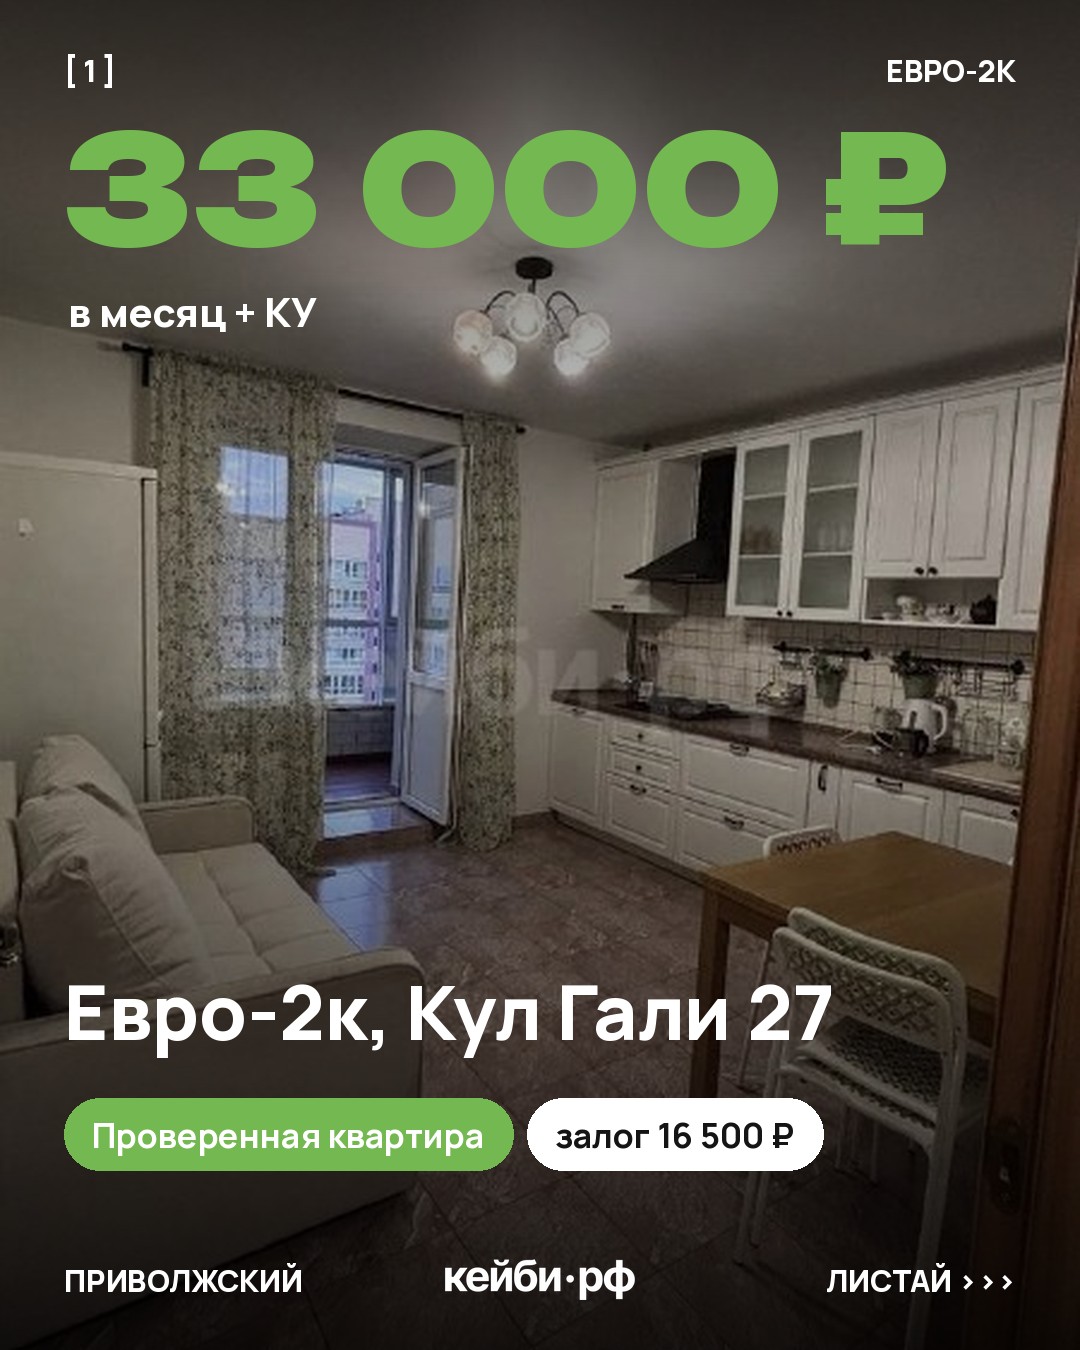 [ 1 ]
ЕВРО-2К
33 000 ₽
в месяц + КУ
Евро-2к, Кул Гали 27
Проверенная квартира
залог 16 500 ₽
ПРИВОЛЖСКИЙ
кейби·рф
ЛИСТАЙ >>>